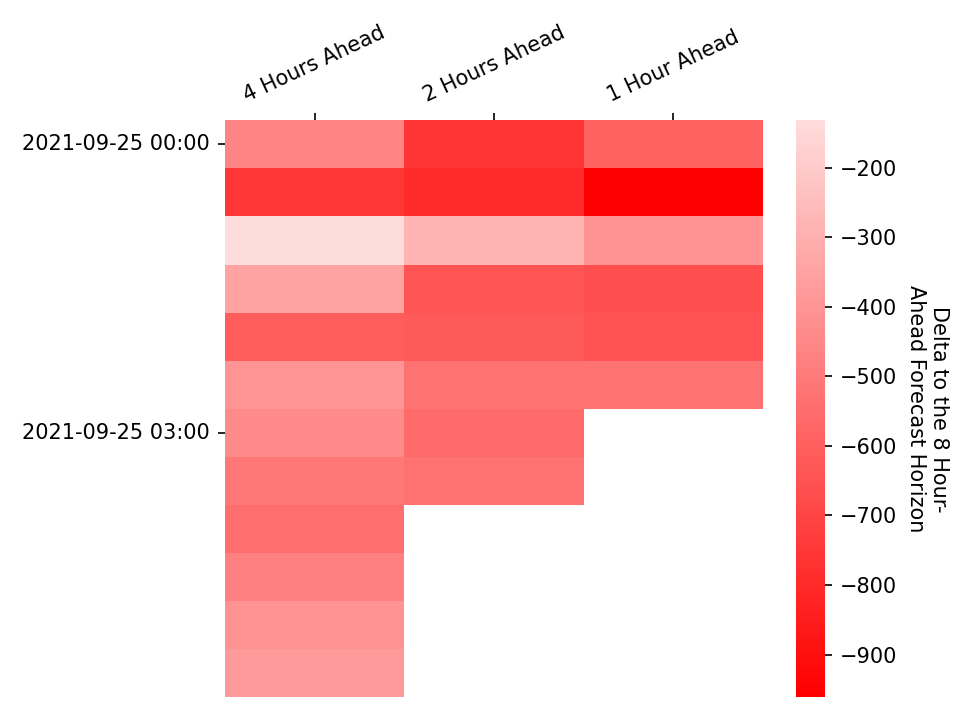 4 Hours Ahead
2 Hours Ahead
1 Hour Ahead
2021-09-25 00:00
2021-09-25 03:00
−200
−300
−400
−500
−600
−700
−800
−900
Delta to the 8 Hour-
Ahead Forecast Horizon